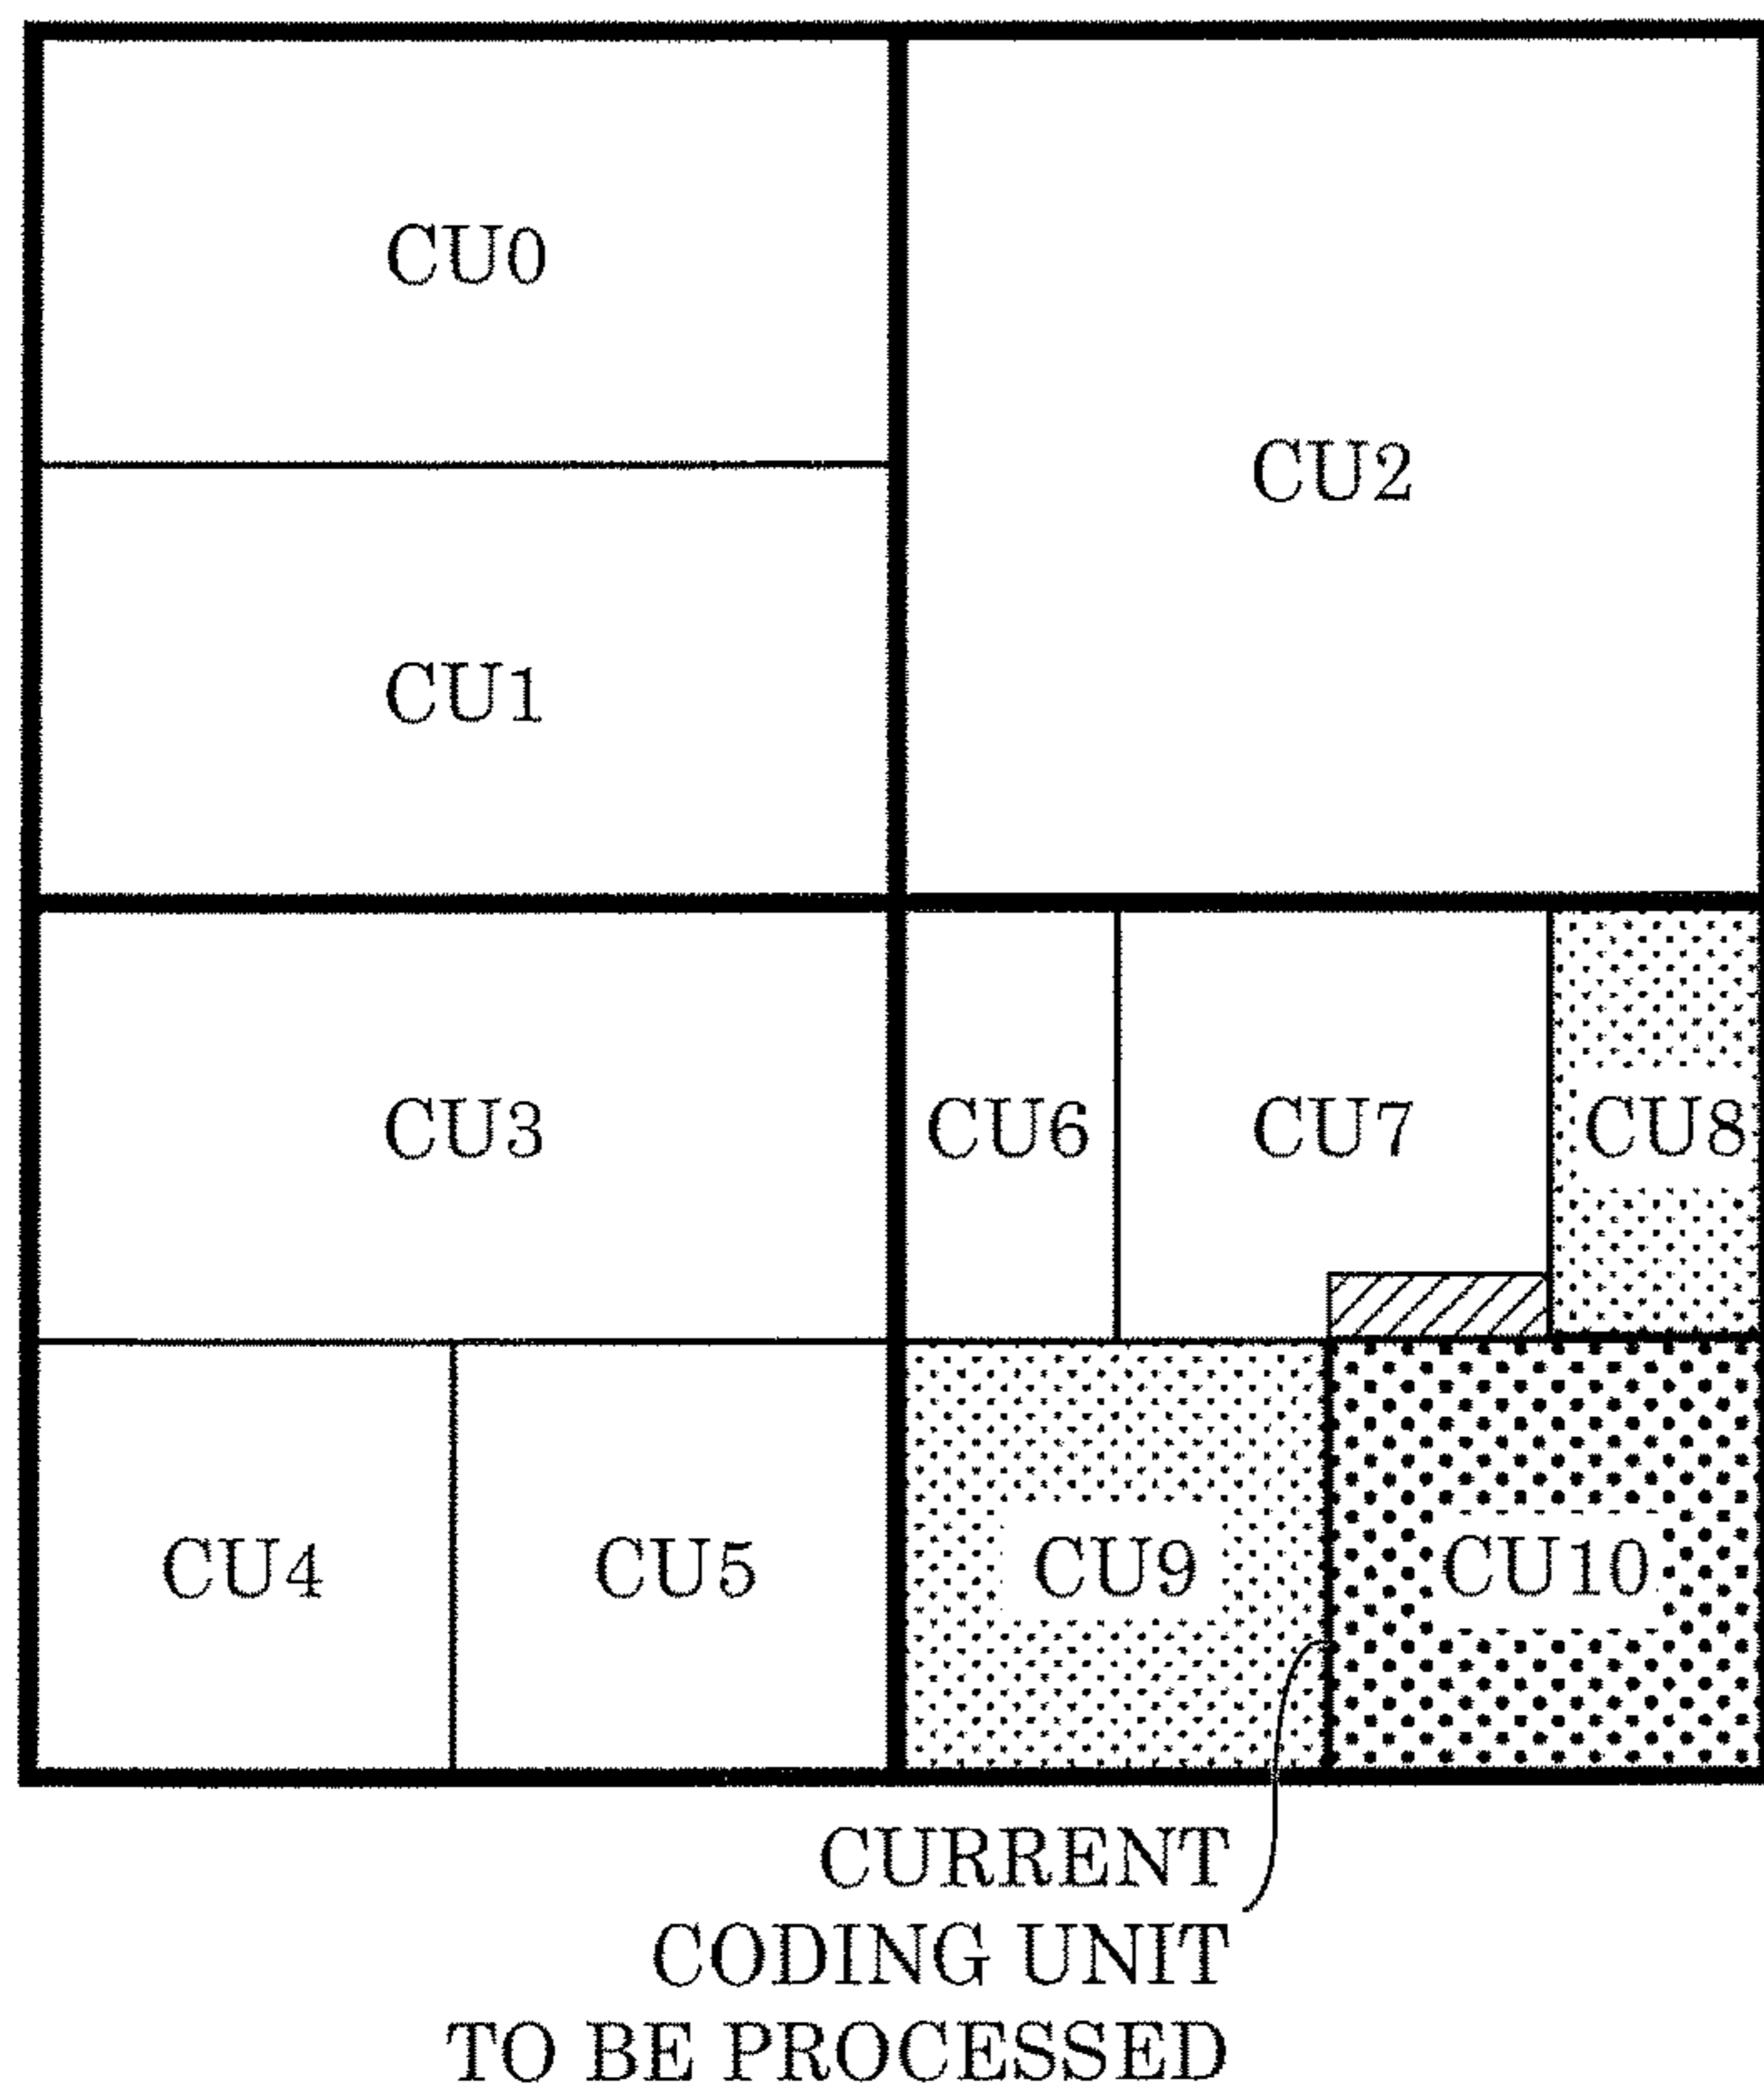 CU0
CU2
CU1
CU3
CU6
CU7
CU8
CU4
CU5
CU9
CU10
CURRENT
CODING UNIT
TO BE PROCESSED